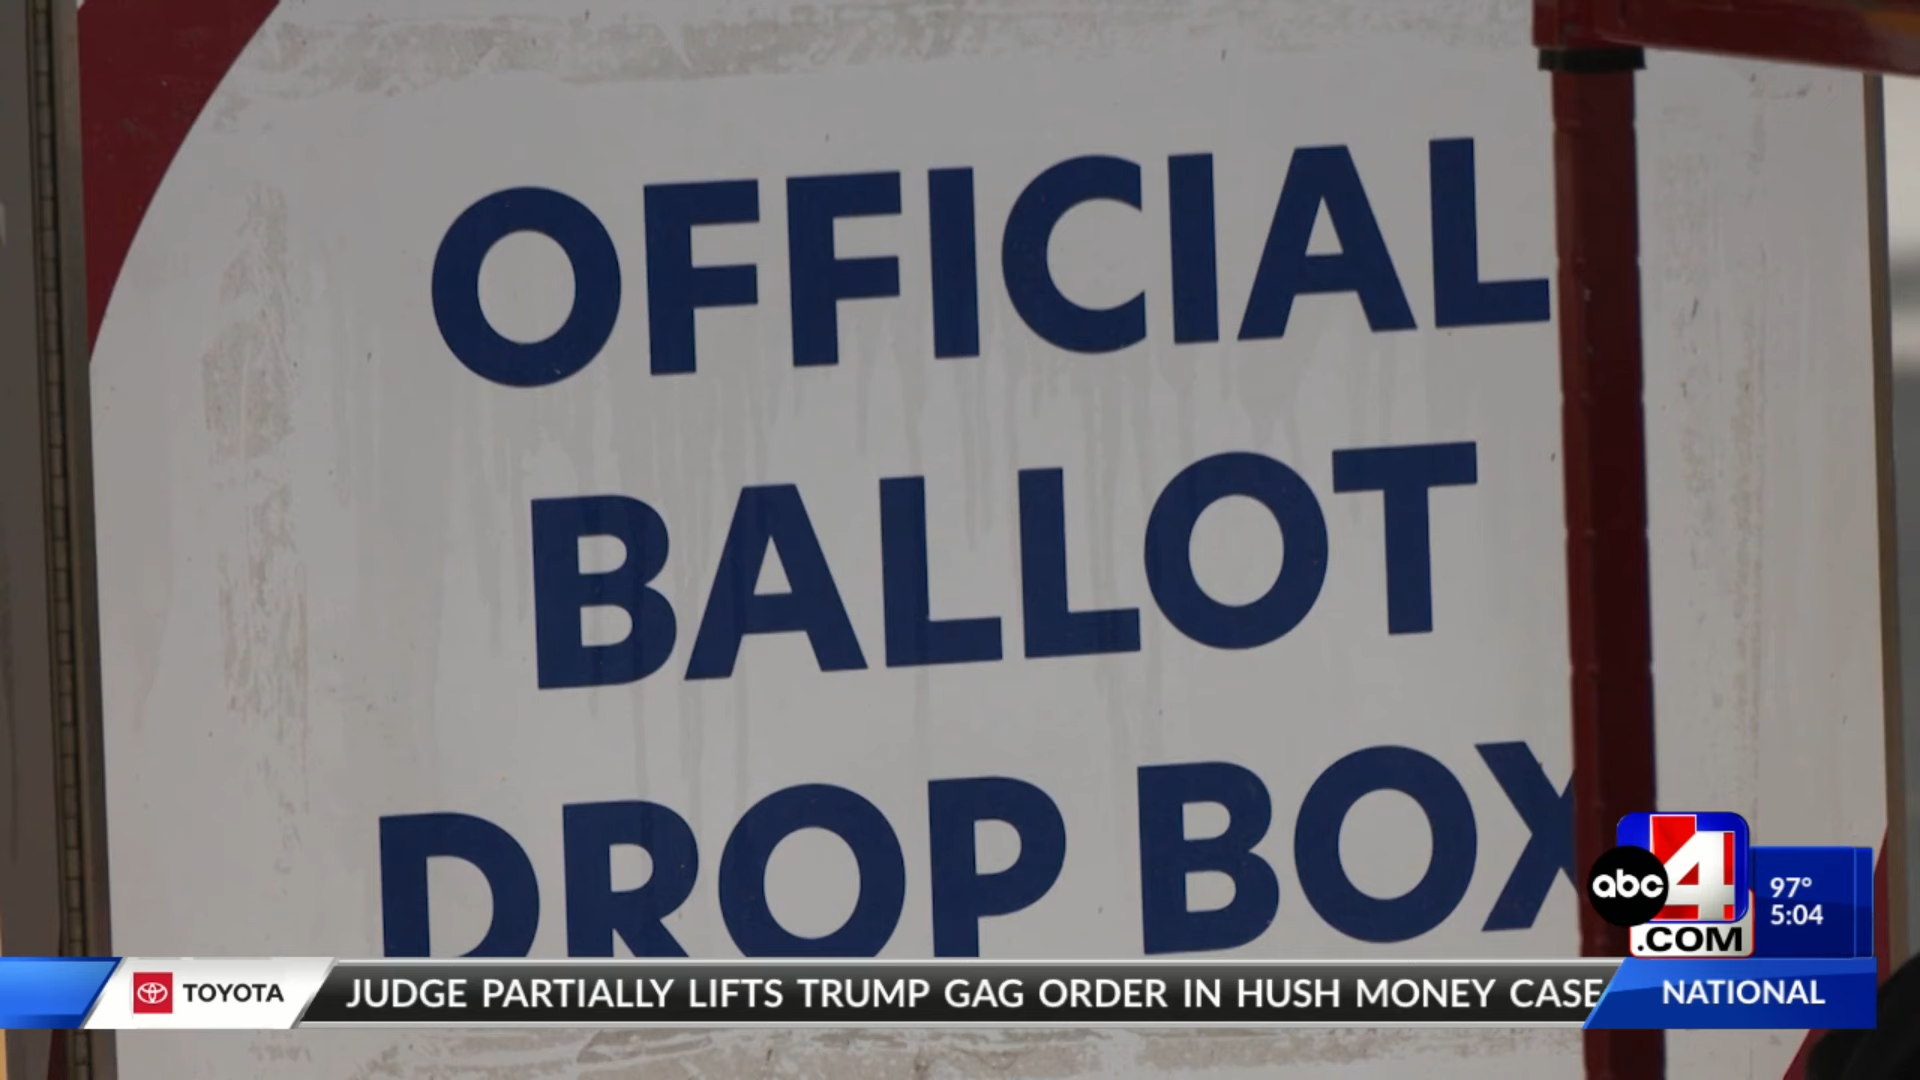 OFFICIAL
BALLOT
DROP BOX
abc 4
.COM
97°
5:04
TOYOTA
JUDGE PARTIALLY LIFTS TRUMP GAG ORDER IN HUSH MONEY CASE
NATIONAL